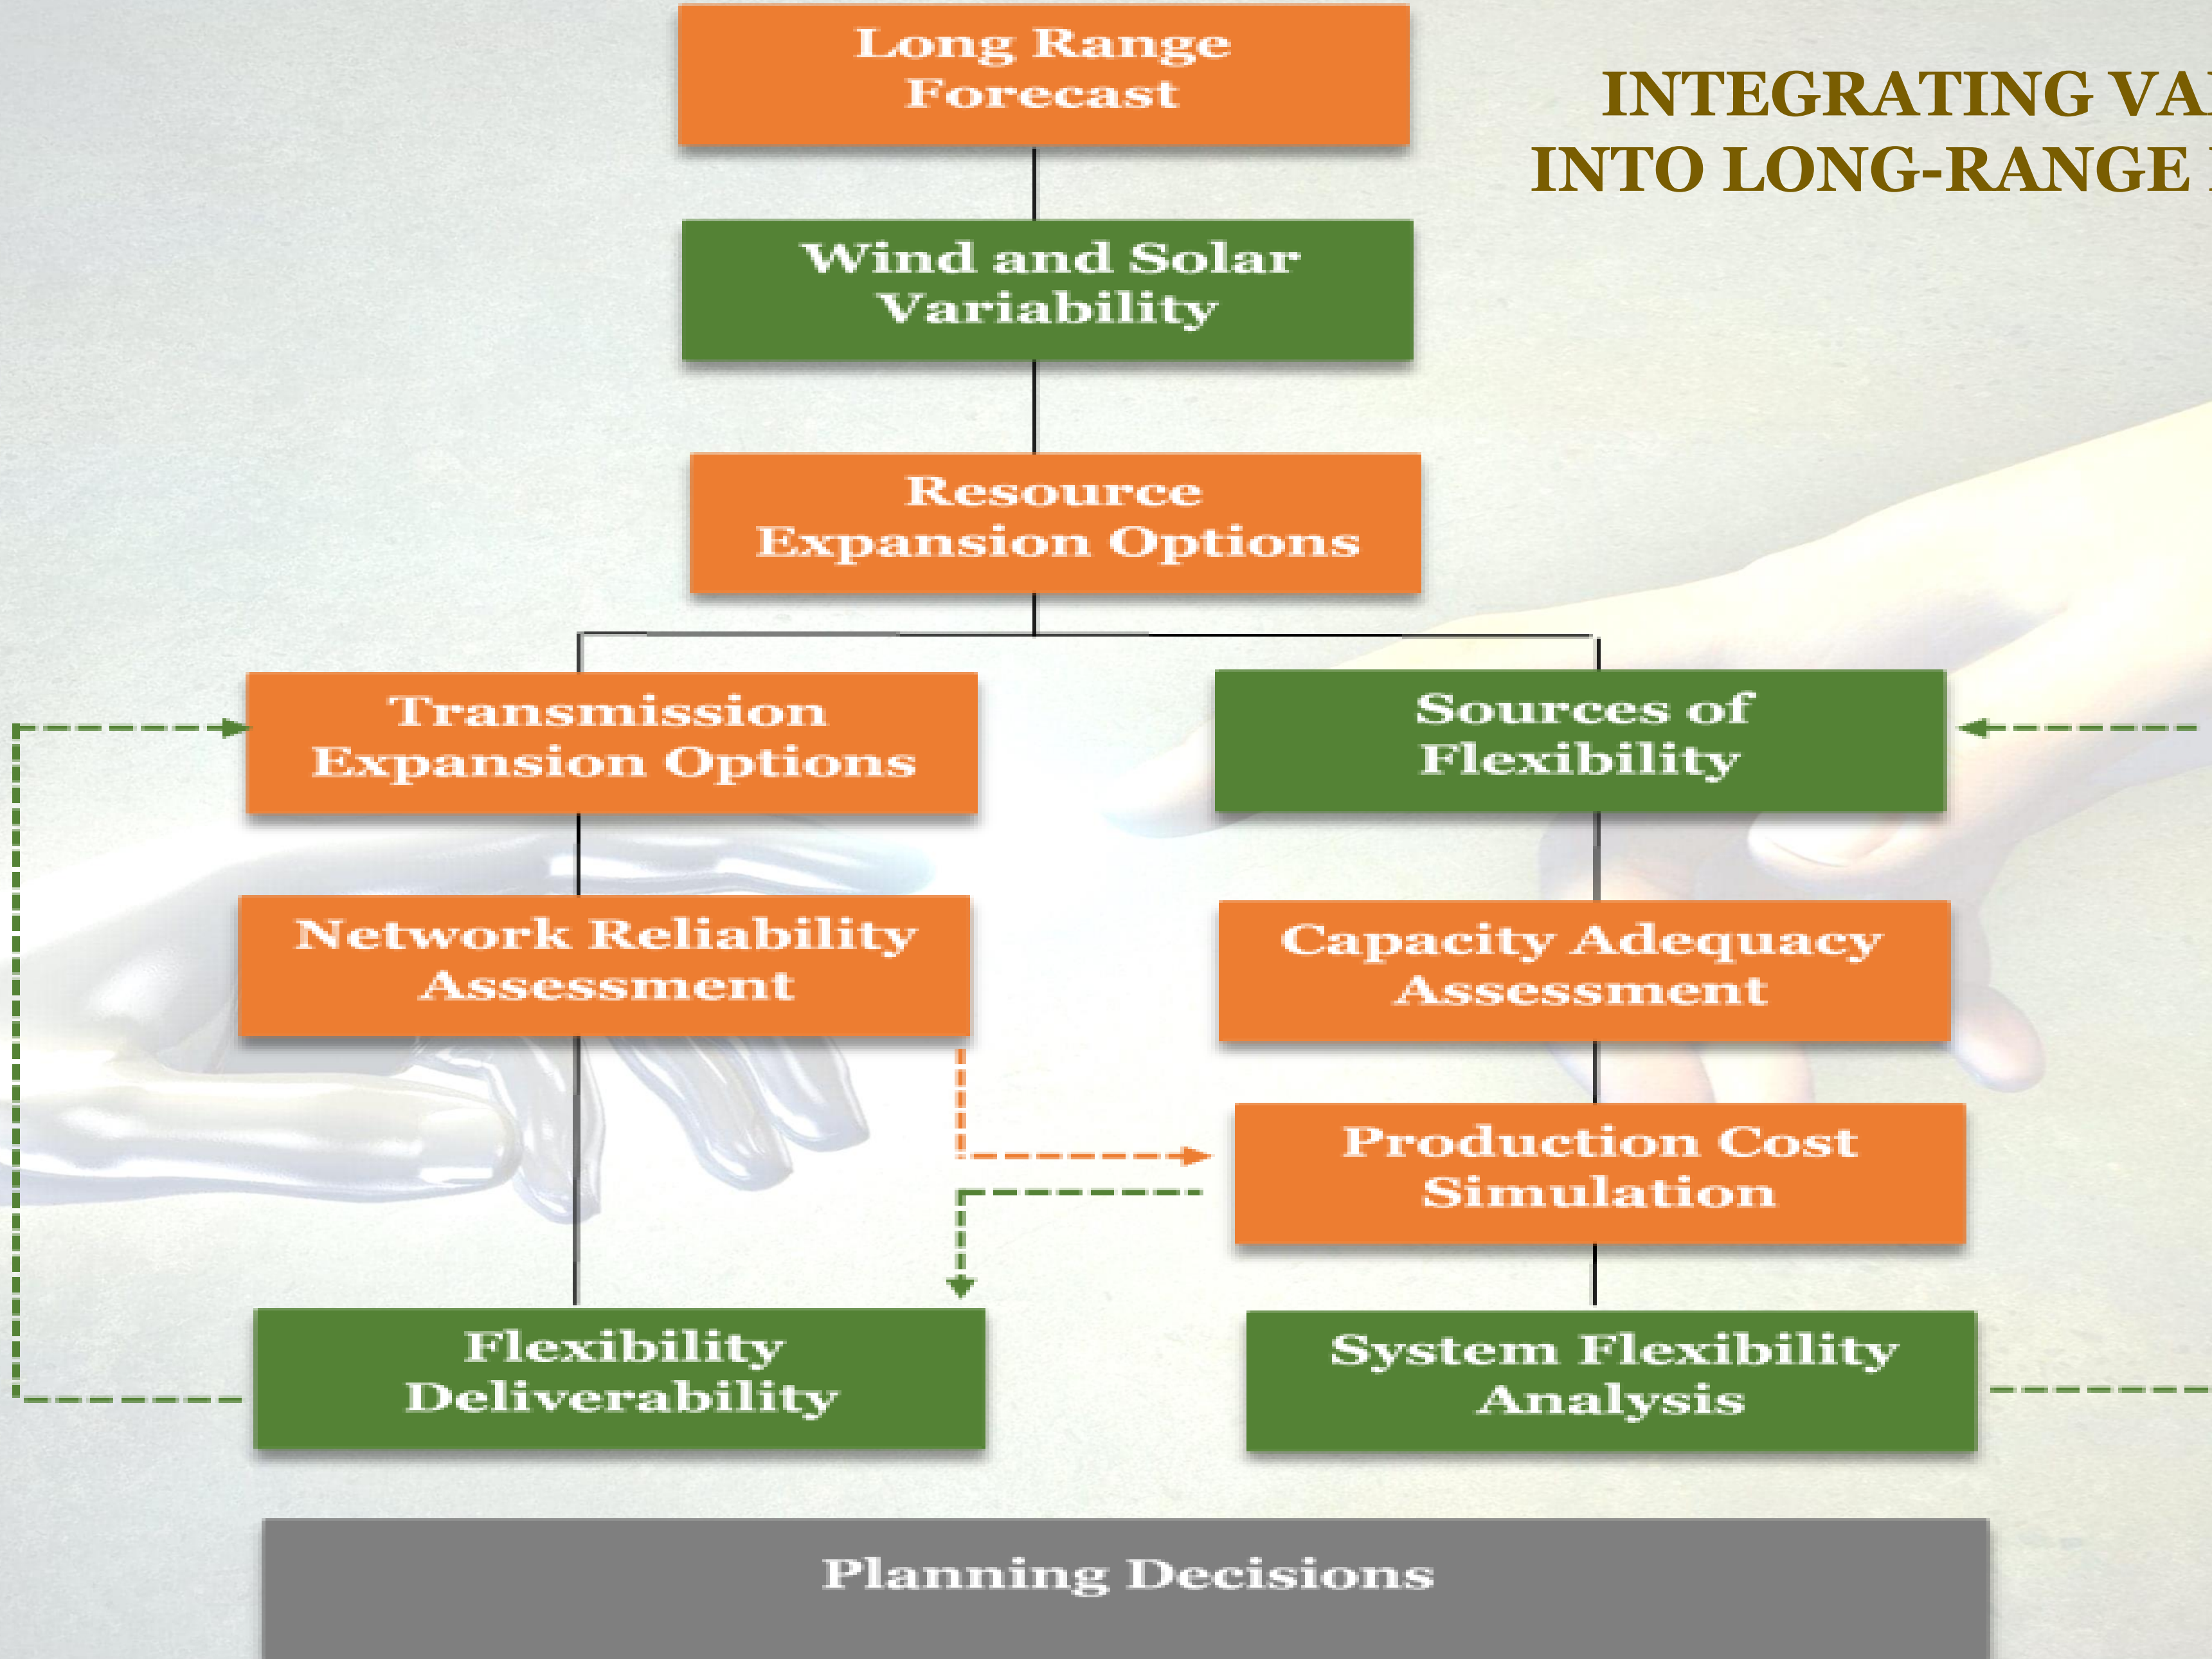 Long Range
Forecast
INTEGRATING
INTO LONG-RANGE
Wind and Solar
Variability
Resource
Expansion Options
Transmission
Expansion Options
Sources of
Flexibility
Network Reliability
Assessment
Capacity Adequacy
Assessment
Production Cost
Simulation
Flexibility
Deliverability
System Flexibility
Analysis
Planning Decisions